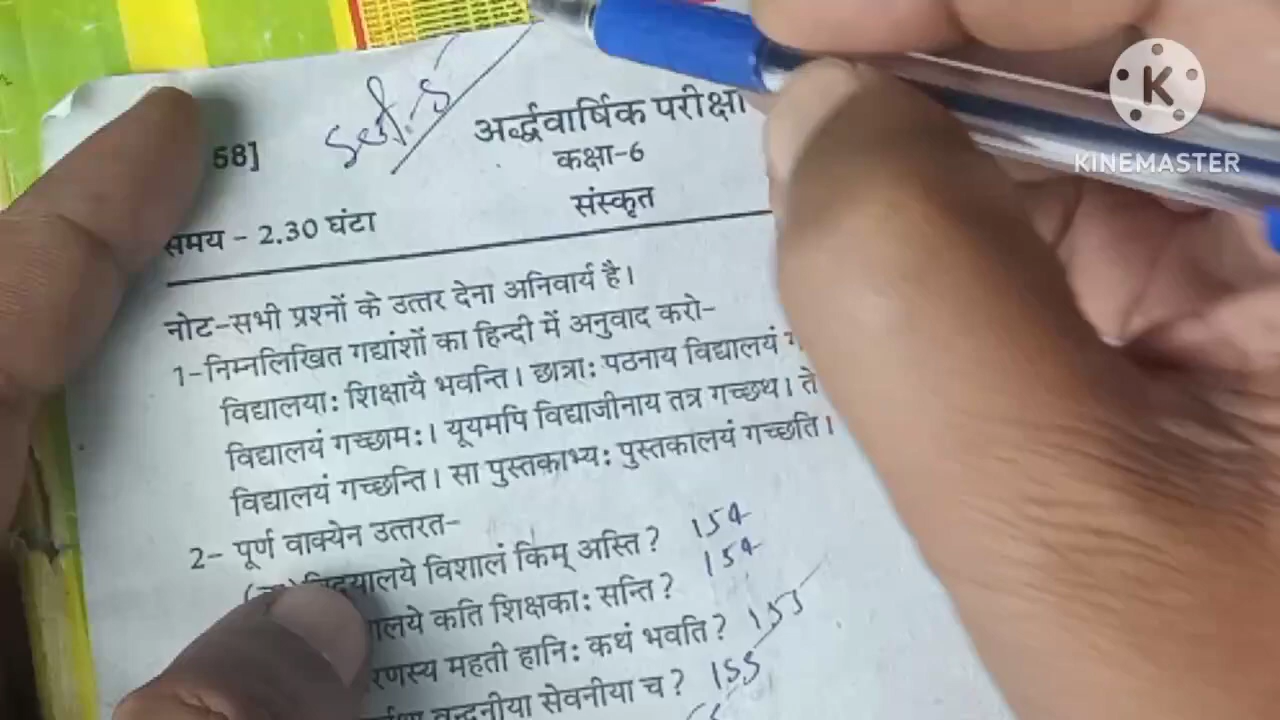 Set-5
अर्द्धवार्षिक परीक्षा
58]
कक्षा-6
संस्कृत
समय - 2.30 घंटा
नोट-सभी प्रश्नों के उत्तर देना अनिवार्य है।
1-निम्नलिखित गद्यांशों का हिन्दी में अनुवाद करो-
विद्यालया: शिक्षायै भवन्ति। छात्रा: पठनाय विद्यालयं
विद्यालयं गच्छाम:। यूयमपि विद्याजीनाय तत्र गच्छथ। ते
विद्यालयं गच्छन्ति। सा पुस्तकाभ्य: पुस्तकालयं गच्छति।
2- पूर्ण वाक्येन उत्तरत-
विशालं किम् अस्ति? 154
कति शिक्षका: सन्ति? 154
महती हानि: कथं भवति? 155
वन्दनीया सेवनीया च? 155
KINEMASTER